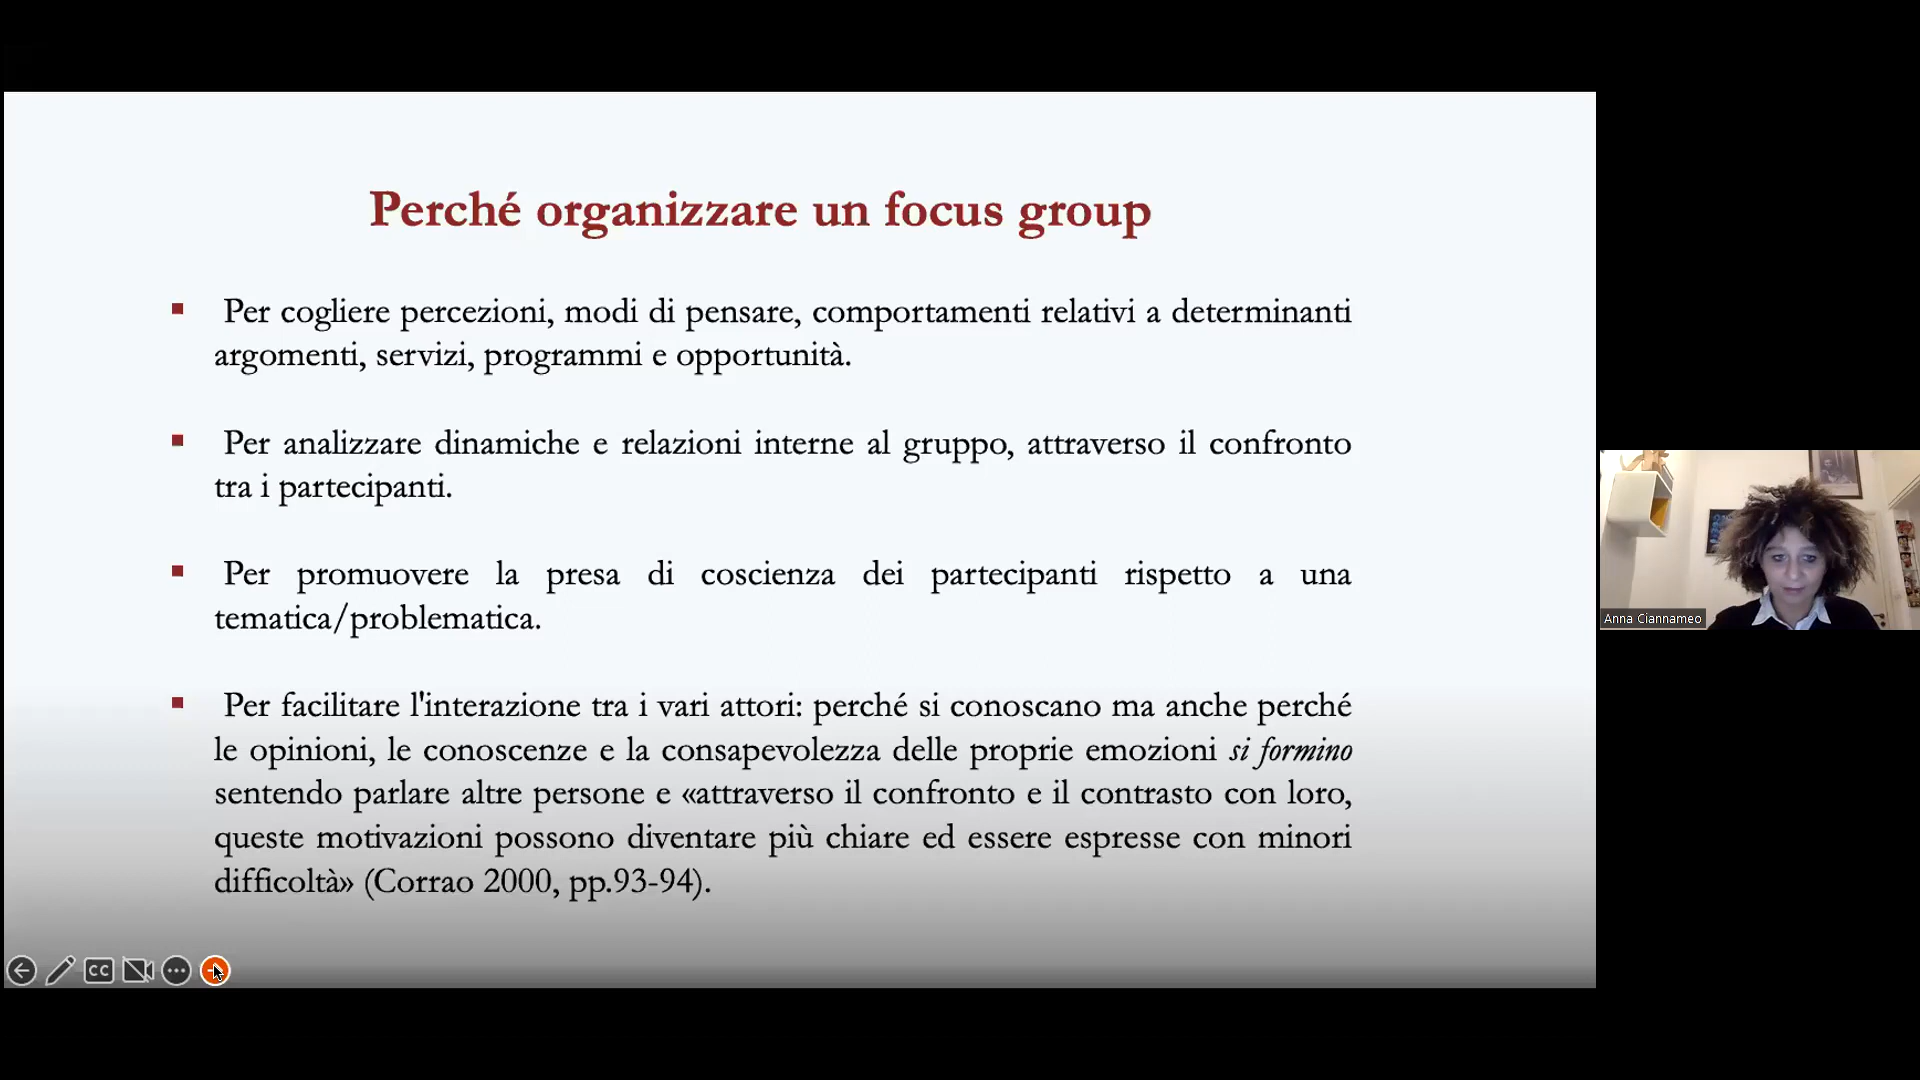 Perché organizzare un focus group
▪ Per cogliere percezioni, modi di pensare, comportamenti relativi a determinanti
argomenti, servizi, programmi e opportunità.
▪ Per analizzare dinamiche e relazioni interne al gruppo, attraverso il confronto
tra i partecipanti.
▪ Per promuovere la presa di coscienza dei partecipanti rispetto a una
tematica/problematica.
▪ Per facilitare l'interazione tra i vari attori: perché si conoscano ma anche perché
le opinioni, le conoscenze e la consapevolezza delle proprie emozioni si formino
sentendo parlare altre persone e «attraverso il confronto e il contrasto con loro,
queste motivazioni possono diventare più chiare ed essere espresse con minori
difficoltà» (Corrao 2000, pp.93-94).
CC
Anna Ciannameo